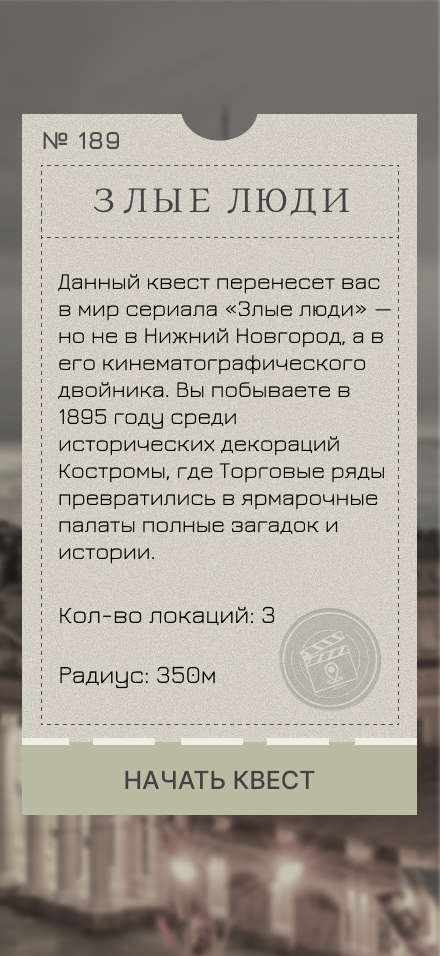 № 189
ЗЛЫЕ ЛЮДИ
Данный квест перенесет вас
в мир сериала «Злые люди» —
но не в Нижний Новгород, а в
его кинематографического
двойника. Вы побываете в
1895 году среди
исторических декораций
Костромы, где Торговые ряды
превратились в ярмарочные
палаты полные загадок и
истории.
Кол-во локаций: 3
Радиус: 350м
НАЧАТЬ КВЕСТ